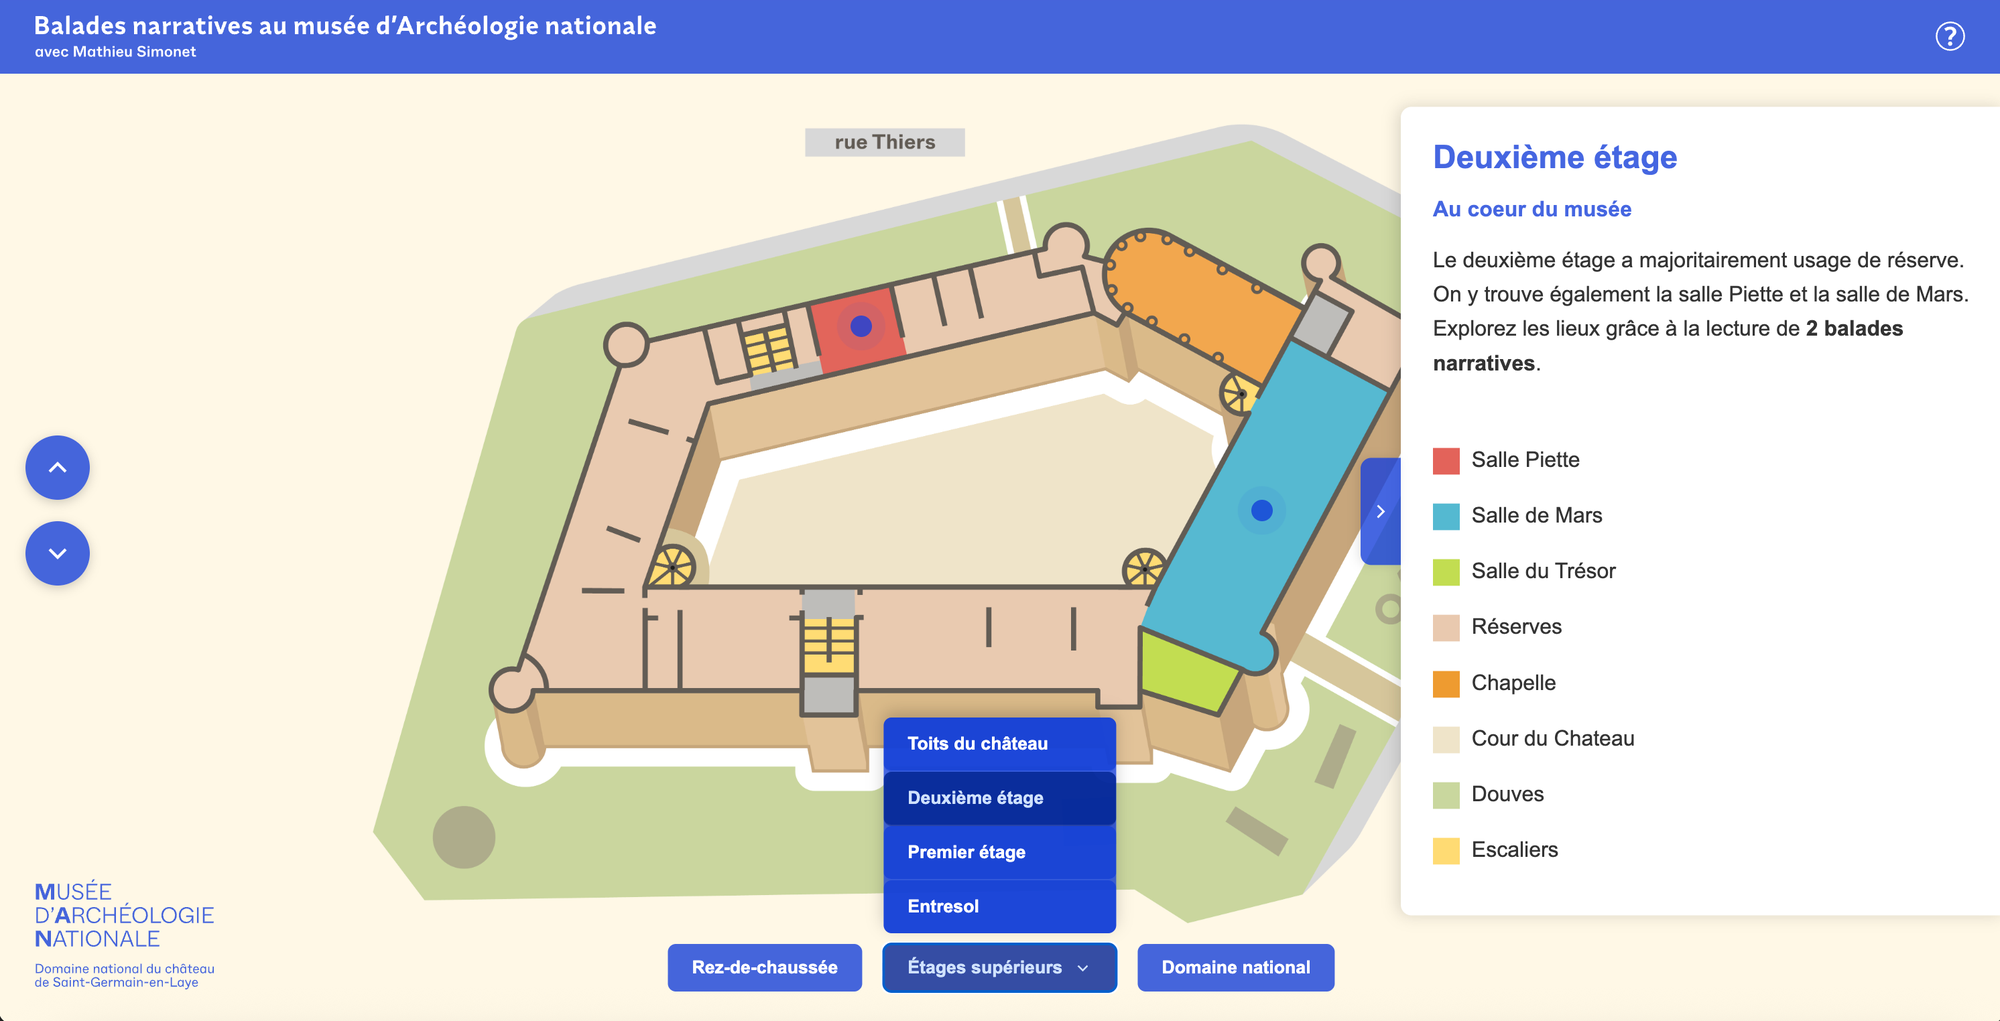 Balades narratives au musée d'Archéologie nationale
avec Mathieu Simonet
?
rue Thiers
Deuxième étage
Au coeur du musée
Le deuxième étage a majoritairement usage de réserve.
On y trouve également la salle Piette et la salle de Mars.
Explorez les lieux grâce à la lecture de 2 balades
narratives.
Salle Piette
Salle de Mars
Salle du Trésor
Réserves
Chapelle
Cour du Chateau
Douves
Escaliers
Toits du château
Deuxième étage
Premier étage
Entresol
Rez-de-chaussée
Étages supérieurs
Domaine national
MUSÉE
D'ARCHÉOLOGIE
NATIONALE
Domaine national du château
de Saint-Germain-en-Laye